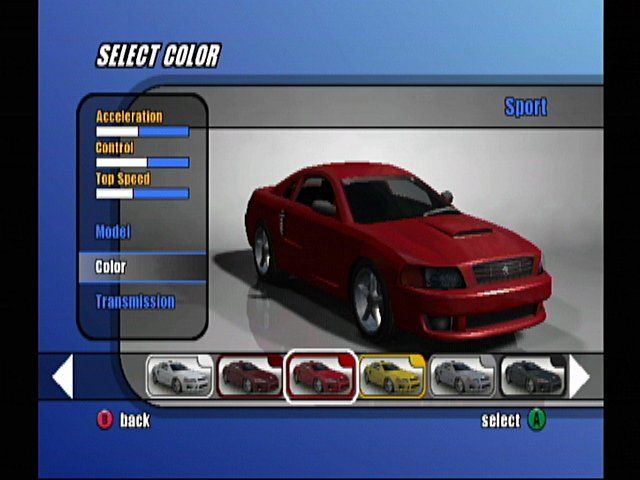 SELECT COLOR
Sport
Acceleration
Control
Top Speed
Model
Color
Transmission
B back
select A